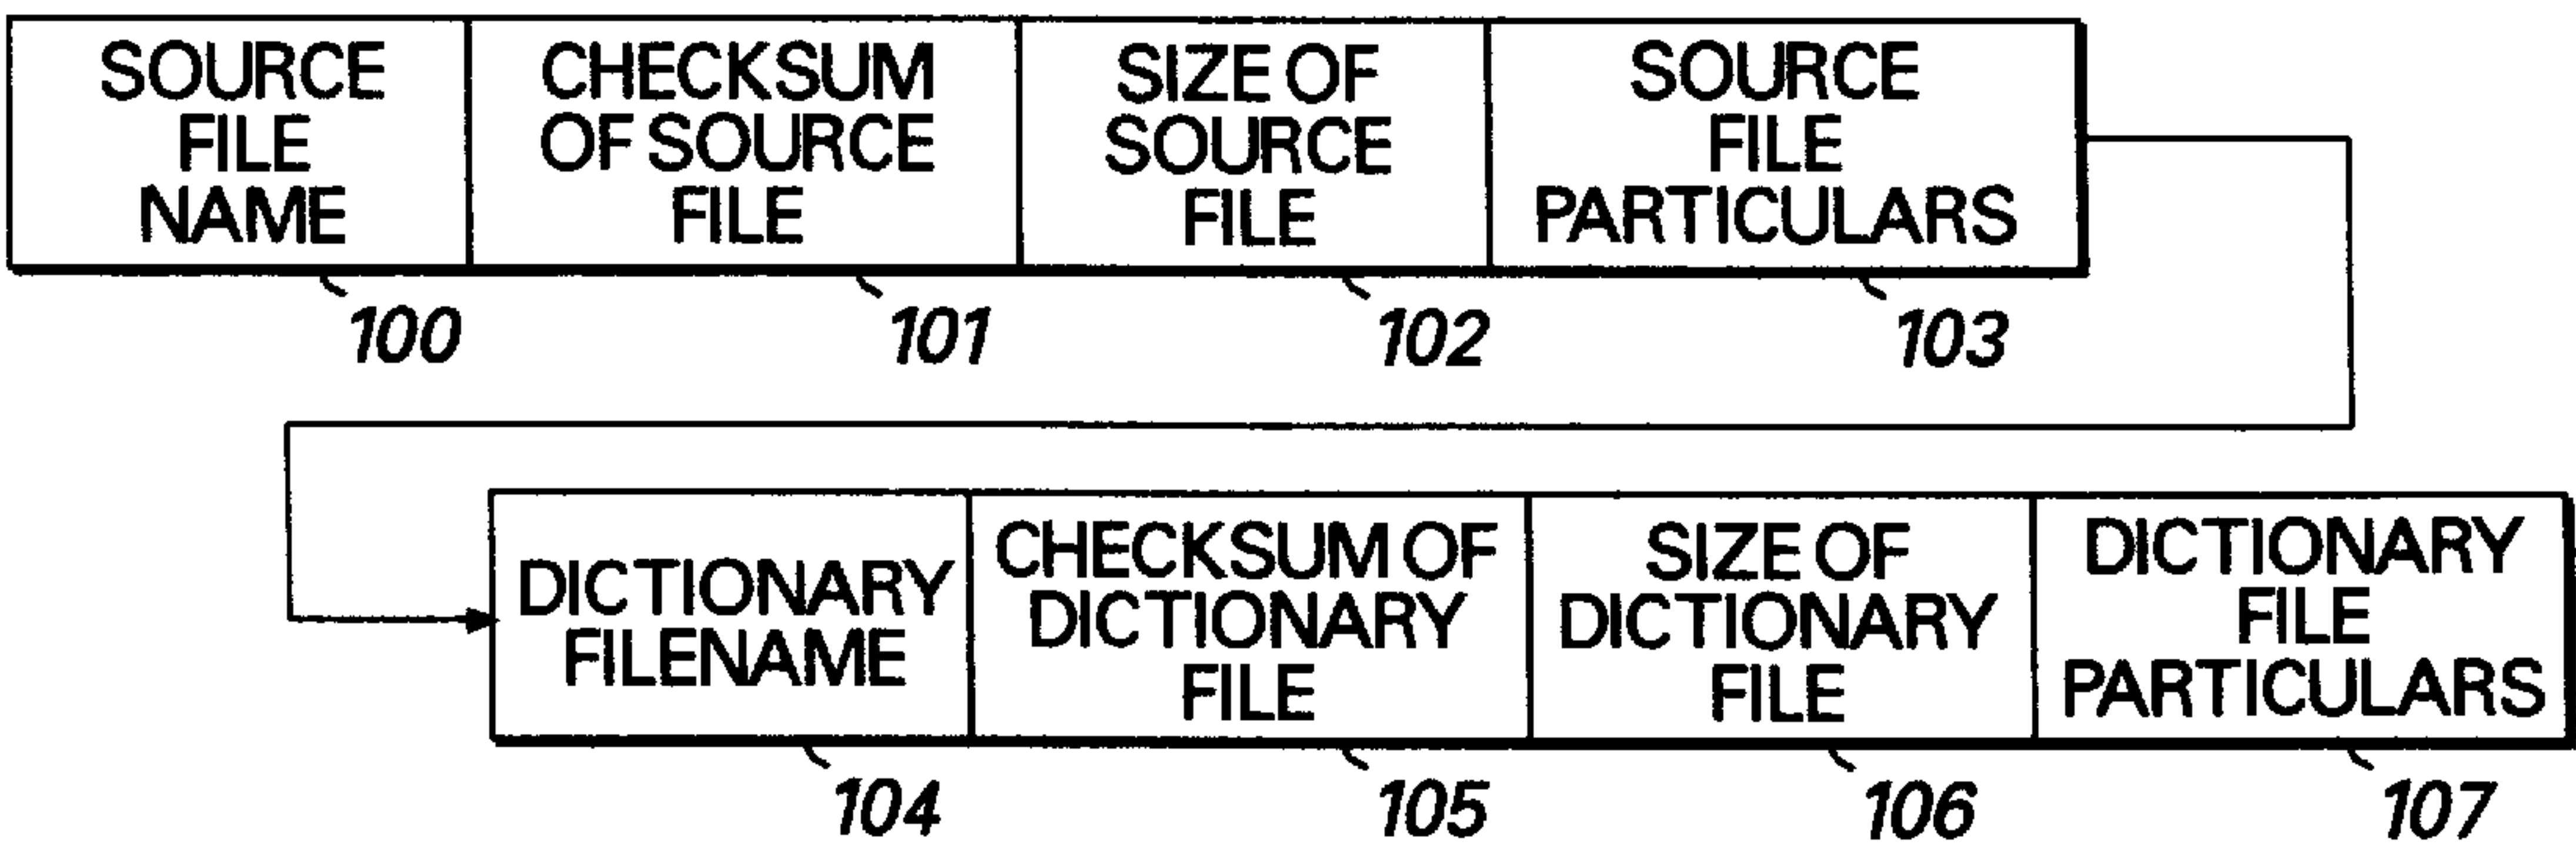 SOURCE
FILE
NAME
CHECKSUM
OF SOURCE
FILE
SIZE OF
SOURCE
FILE
SOURCE
FILE
PARTICULARS
100
101
102
103
DICTIONARY
FILENAME
CHECKSUM OF
DICTIONARY
FILE
SIZE OF
DICTIONARY
FILE
DICTIONARY
FILE
PARTICULARS
104
105
106
107